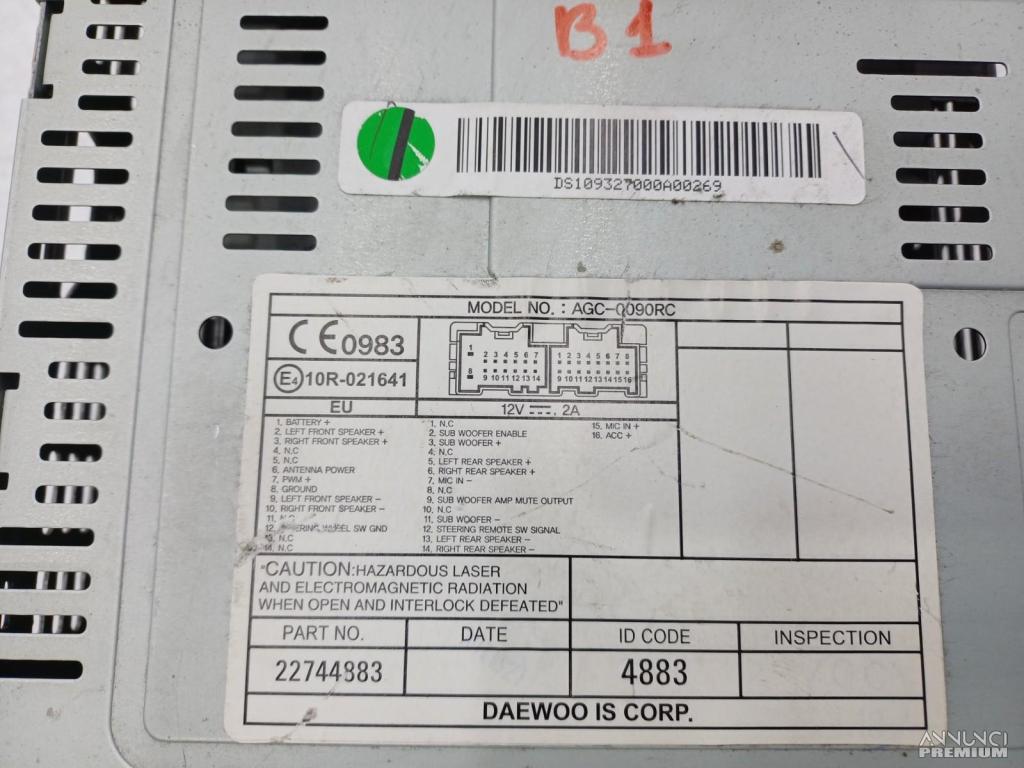 B1
DS109327000A00269
MODEL NO. : AGC-0090RC
CE0983
E4 10R-021641
EU
1 2 3 4 5 6 7 1 2 3 4 5 6 7 8
8 9 10 11 12 13 14 9 10 11 12 13 14 15 16
12V 2A
1. BATTERY +
2. LEFT FRONT SPEAKER +
3. RIGHT FRONT SPEAKER +
4. N.C
5. N.C
6. ANTENNA POWER
7. PWM +
8. GROUND
9. LEFT FRONT SPEAKER -
10. RIGHT FRONT SPEAKER -
11. N.C
12. STEERING WHEEL SW GND
13. N.C
14. N.C
1. N.C
2. SUB WOOFER ENABLE
3. SUB WOOFER +
4. N.C
5. LEFT REAR SPEAKER +
6. RIGHT REAR SPEAKER +
7. MIC IN -
8. N.C
9. SUB WOOFER AMP MUTE OUTPUT
10. N.C
11. SUB WOOFER -
12. STEERING REMOTE SW SIGNAL
13. LEFT REAR SPEAKER -
14. RIGHT REAR SPEAKER -
15. MIC IN +
16. ACC +
"CAUTION:HAZARDOUS LASER
AND ELECTROMAGNETIC RADIATION
WHEN OPEN AND INTERLOCK DEFEATED"
PART NO. DATE ID CODE INSPECTION
22744883 4883
DAEWOO IS CORP.
ANNUNCI
PREMIUM